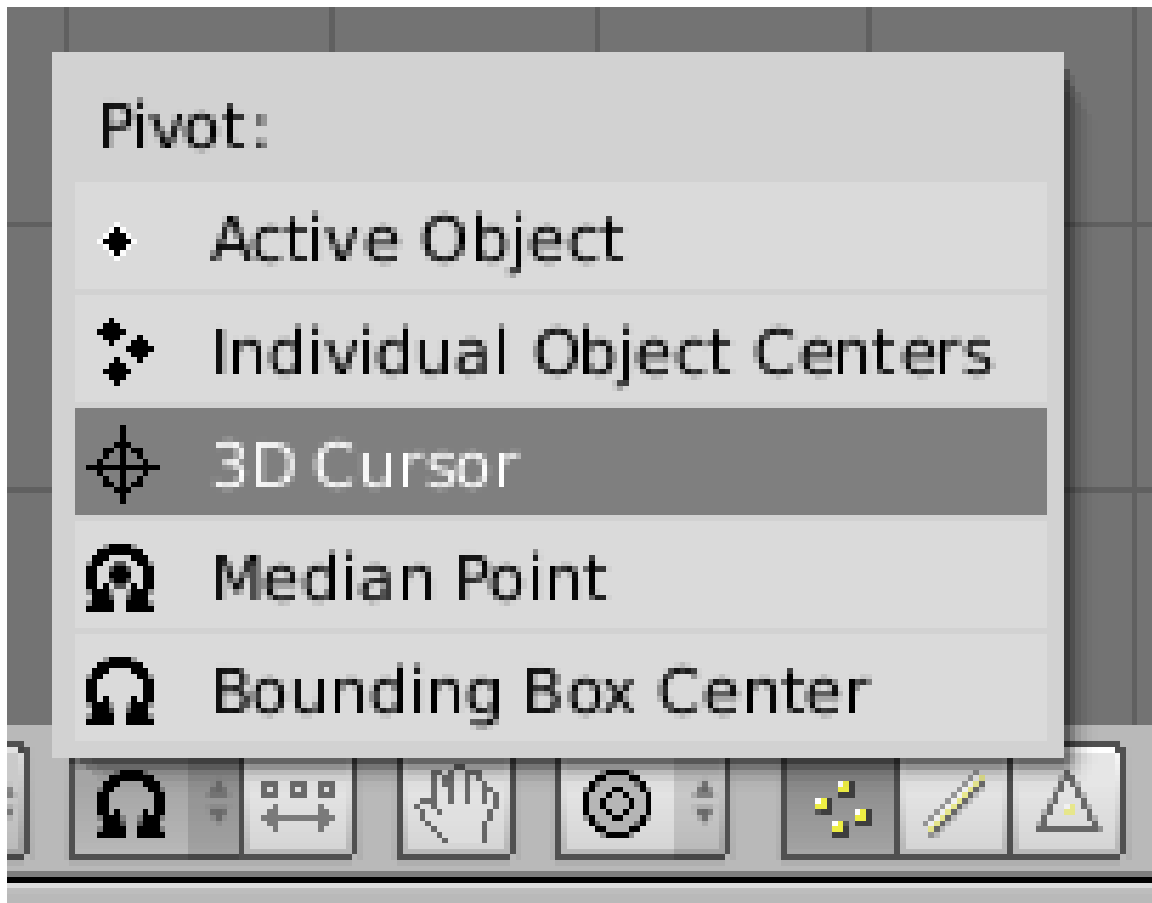 Pivot:
Active Object
Individual Object Centers
3D Cursor
Median Point
Bounding Box Center